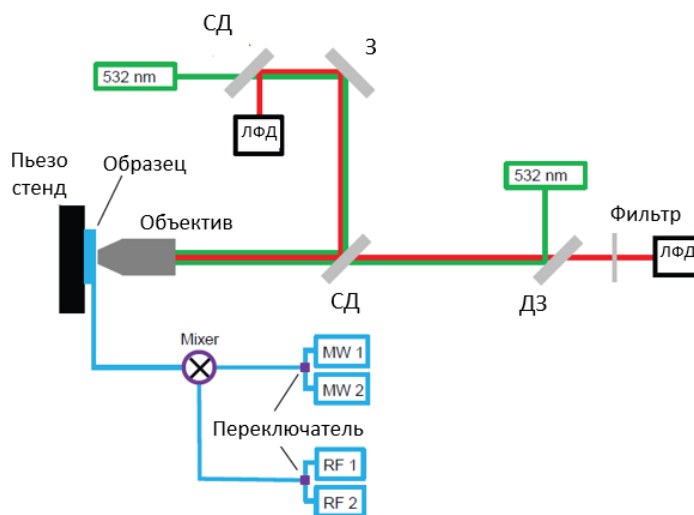 СД
З
532 nm
ЛФД
Пьезо
стенд
Образец
532 nm
Объектив
Фильтр
ЛФД
СД
ДЗ
Mixer
MW 1
MW 2
Переключатель
RF 1
RF 2